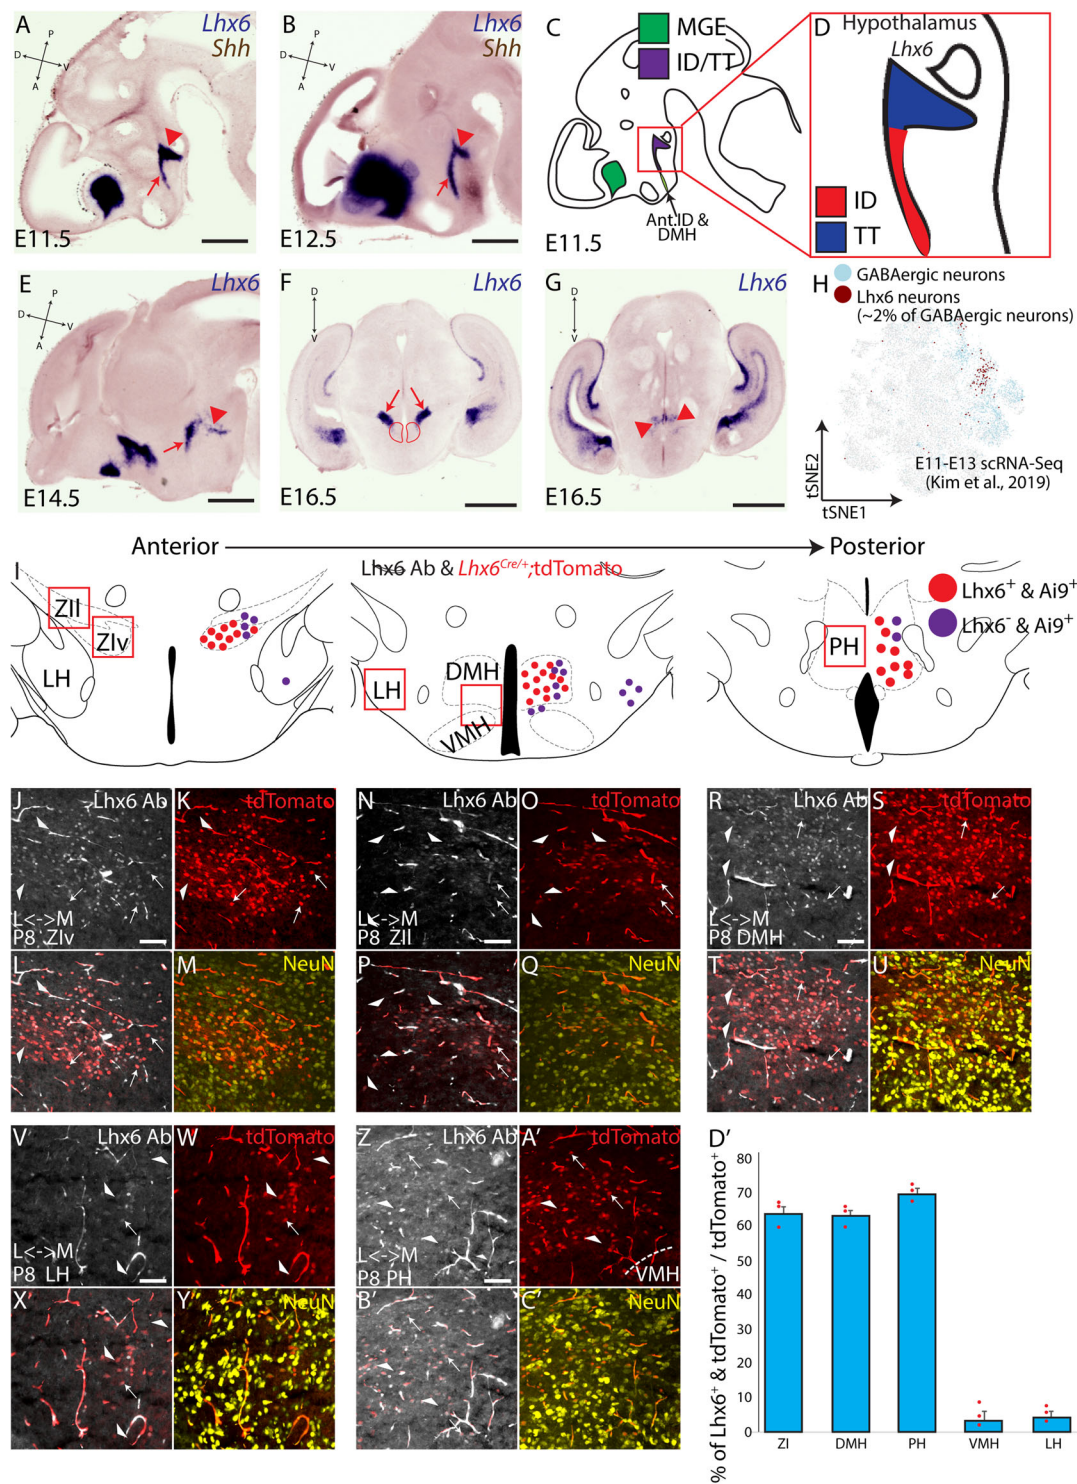 A
Lhx6
Shh
P
D
V
A
E11.5
B
Lhx6
Shh
P
D
V
A
E12.5
C
MGE
ID/TT
Ant.ID &
DMH
E11.5
D
Hypothalamus
Lhx6
ID
TT
E
Lhx6
P
D
V
A
E14.5
F
Lhx6
D
V
E16.5
G
Lhx6
D
V
E16.5
H
GABAergic neurons
Lhx6 neurons
(~2% of GABAergic neurons)
E11-E13 scRNA-Seq
(Kim et al., 2019)
tSNE2
tSNE1
Anterior
Posterior
I
Lhx6 Ab & Lhx6Cre/+;tdTomato
ZIl
ZIv
LH
LH
DMH
VMH
PH
Lhx6+ & Ai9+
Lhx6- & Ai9+
J
Lhx6 Ab
L<->M
P8 ZIv
K
tdTomato
N
Lhx6 Ab
L<->M
P8 ZIl
O
tdTomato
R
Lhx6 Ab
L<->M
P8 DMH
S
tdTomato
L
M
NeuN
P
Q
NeuN
T
U
NeuN
V
Lhx6 Ab
L<->M
P8 LH
W
tdTomato
Z
Lhx6 Ab
L<->M
P8 PH
A'
tdTomato
VMH
X
Y
NeuN
B'
C'
NeuN
D'
% of Lhx6+ & tdTomato+ / tdTomato+
80
70
60
50
40
30
20
10
0
ZI
DMH
PH
VMH
LH